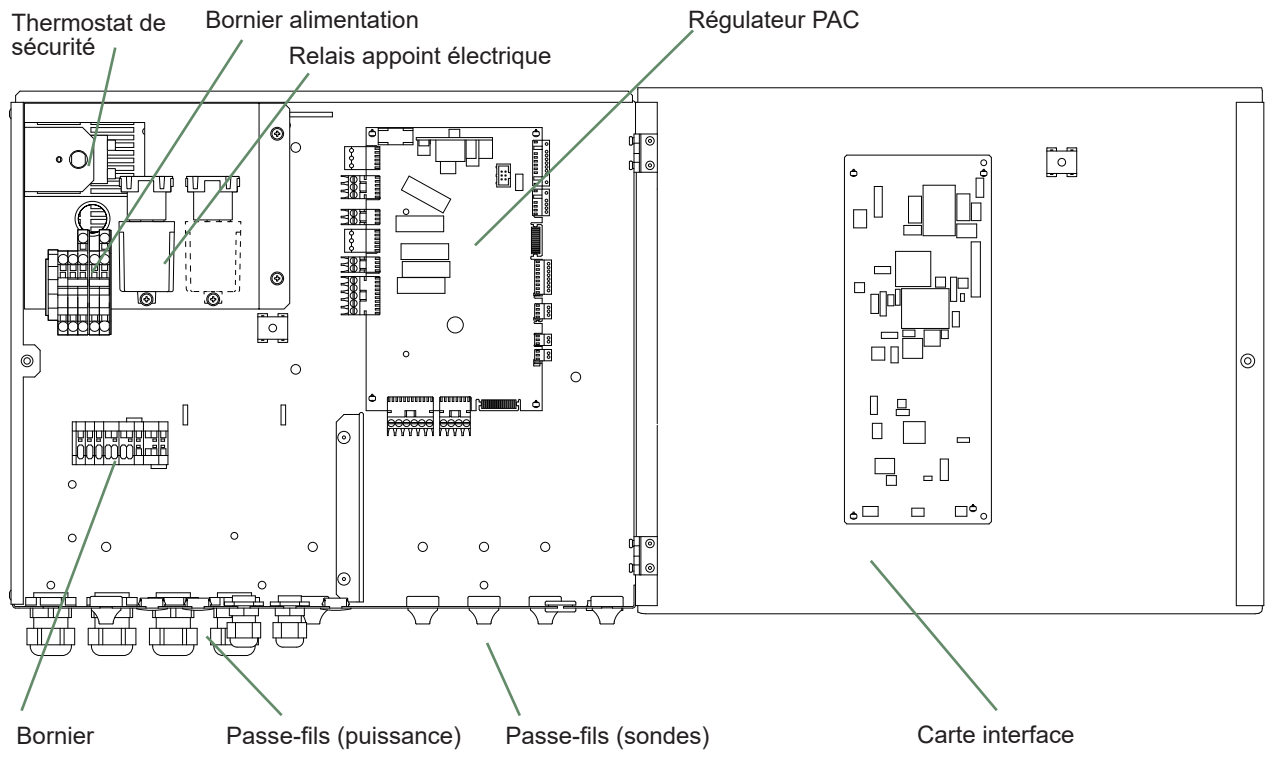 Thermostat de
sécurité
Bornier alimentation
Relais appoint électrique
Régulateur PAC
Bornier
Passe-fils (puissance)
Passe-fils (sondes)
Carte interface